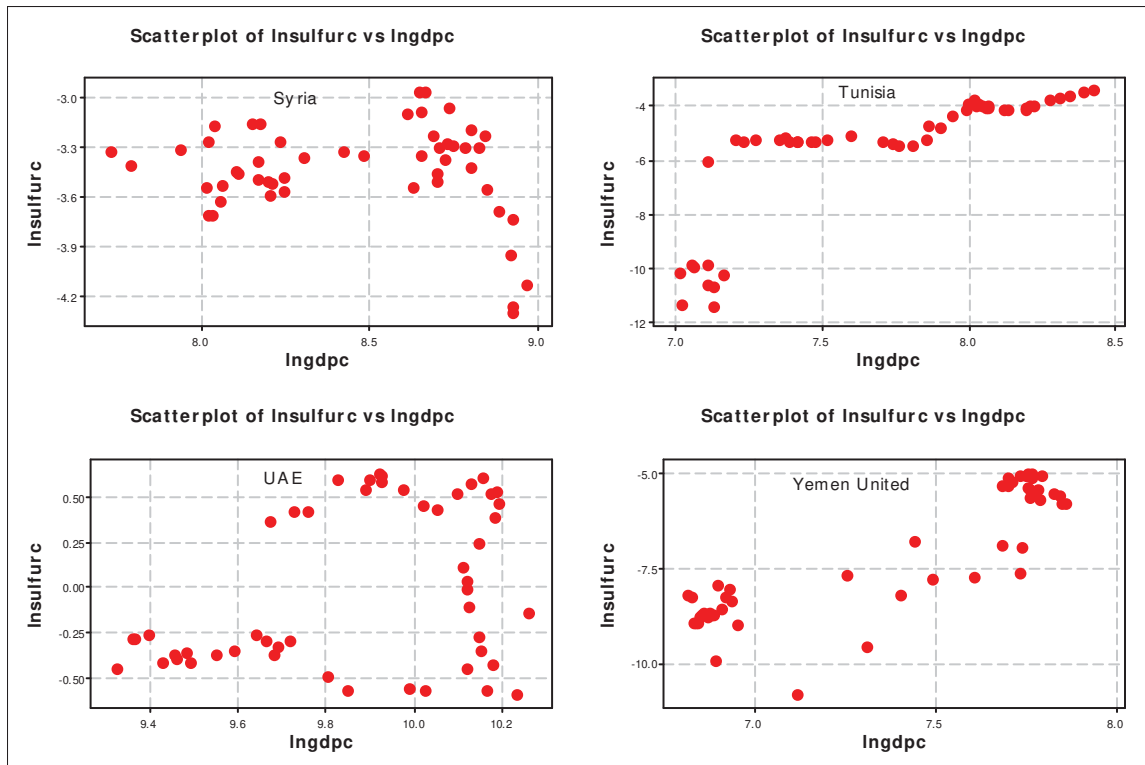 Scatterplot of lnsulfurc vs lngdpc
Syria
lnsulfurc
-3.0
-3.3
-3.6
-3.9
-4.2
8.0 8.5 9.0
lngdpc
Scatterplot of lnsulfurc vs lngdpc
Tunisia
lnsulfurc
-4
-6
-8
-10
-12
7.0 7.5 8.0 8.5
lngdpc
Scatterplot of lnsulfurc vs lngdpc
UAE
lnsulfurc
0.50
0.25
0.00
-0.25
-0.50
9.4 9.6 9.8 10.0 10.2
lngdpc
Scatterplot of lnsulfurc vs lngdpc
Yemen United
lnsulfurc
-5.0
-7.5
-10.0
7.0 7.5 8.0
lngdpc